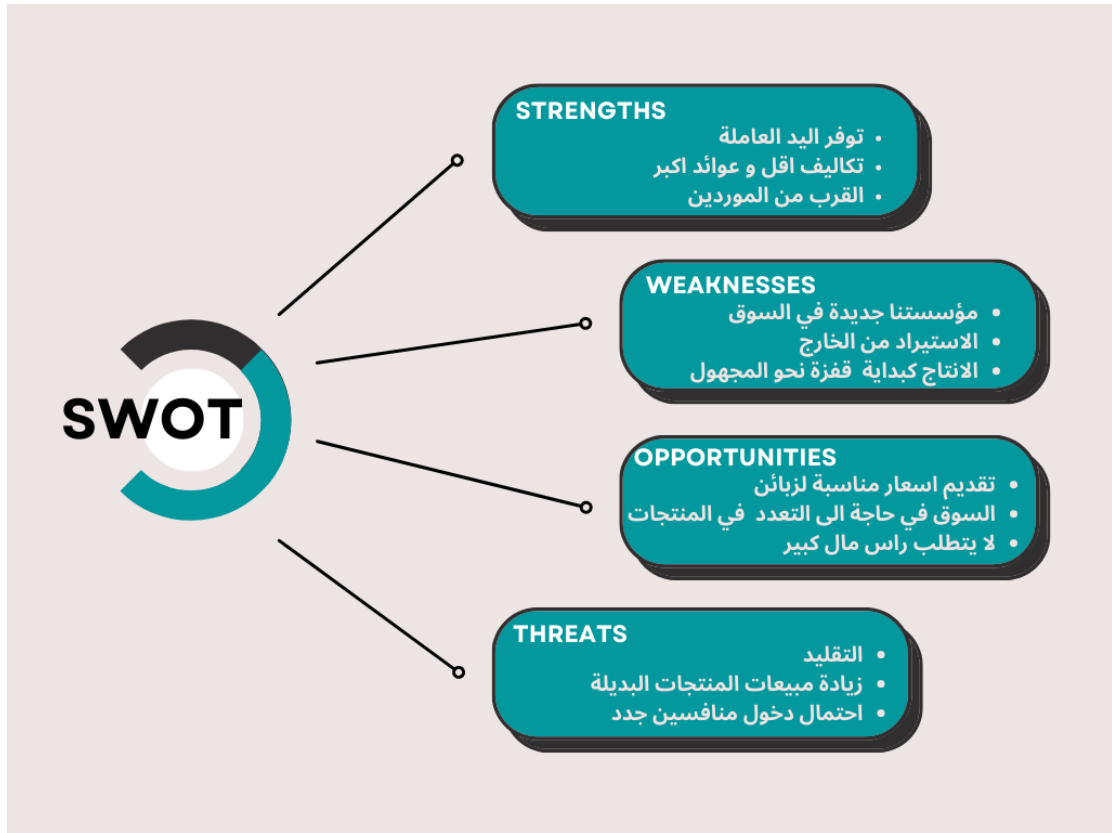 SWOT
STRENGTHS
• توفر اليد العاملة
• تكاليف اقل و عوائد اكبر
• القرب من الموردين
WEAKNESSES
• مؤسستنا جديدة في السوق
• الاستيراد من الخارج
• الانتاج كبداية قفزة نحو المجهول
OPPORTUNITIES
• تقديم اسعار مناسبة لزبائن
• السوق في حاجة الى التعدد في المنتجات
• لا يتطلب راس مال كبير
THREATS
• التقليد
• زيادة مبيعات المنتجات البديلة
• احتمال دخول منافسين جدد